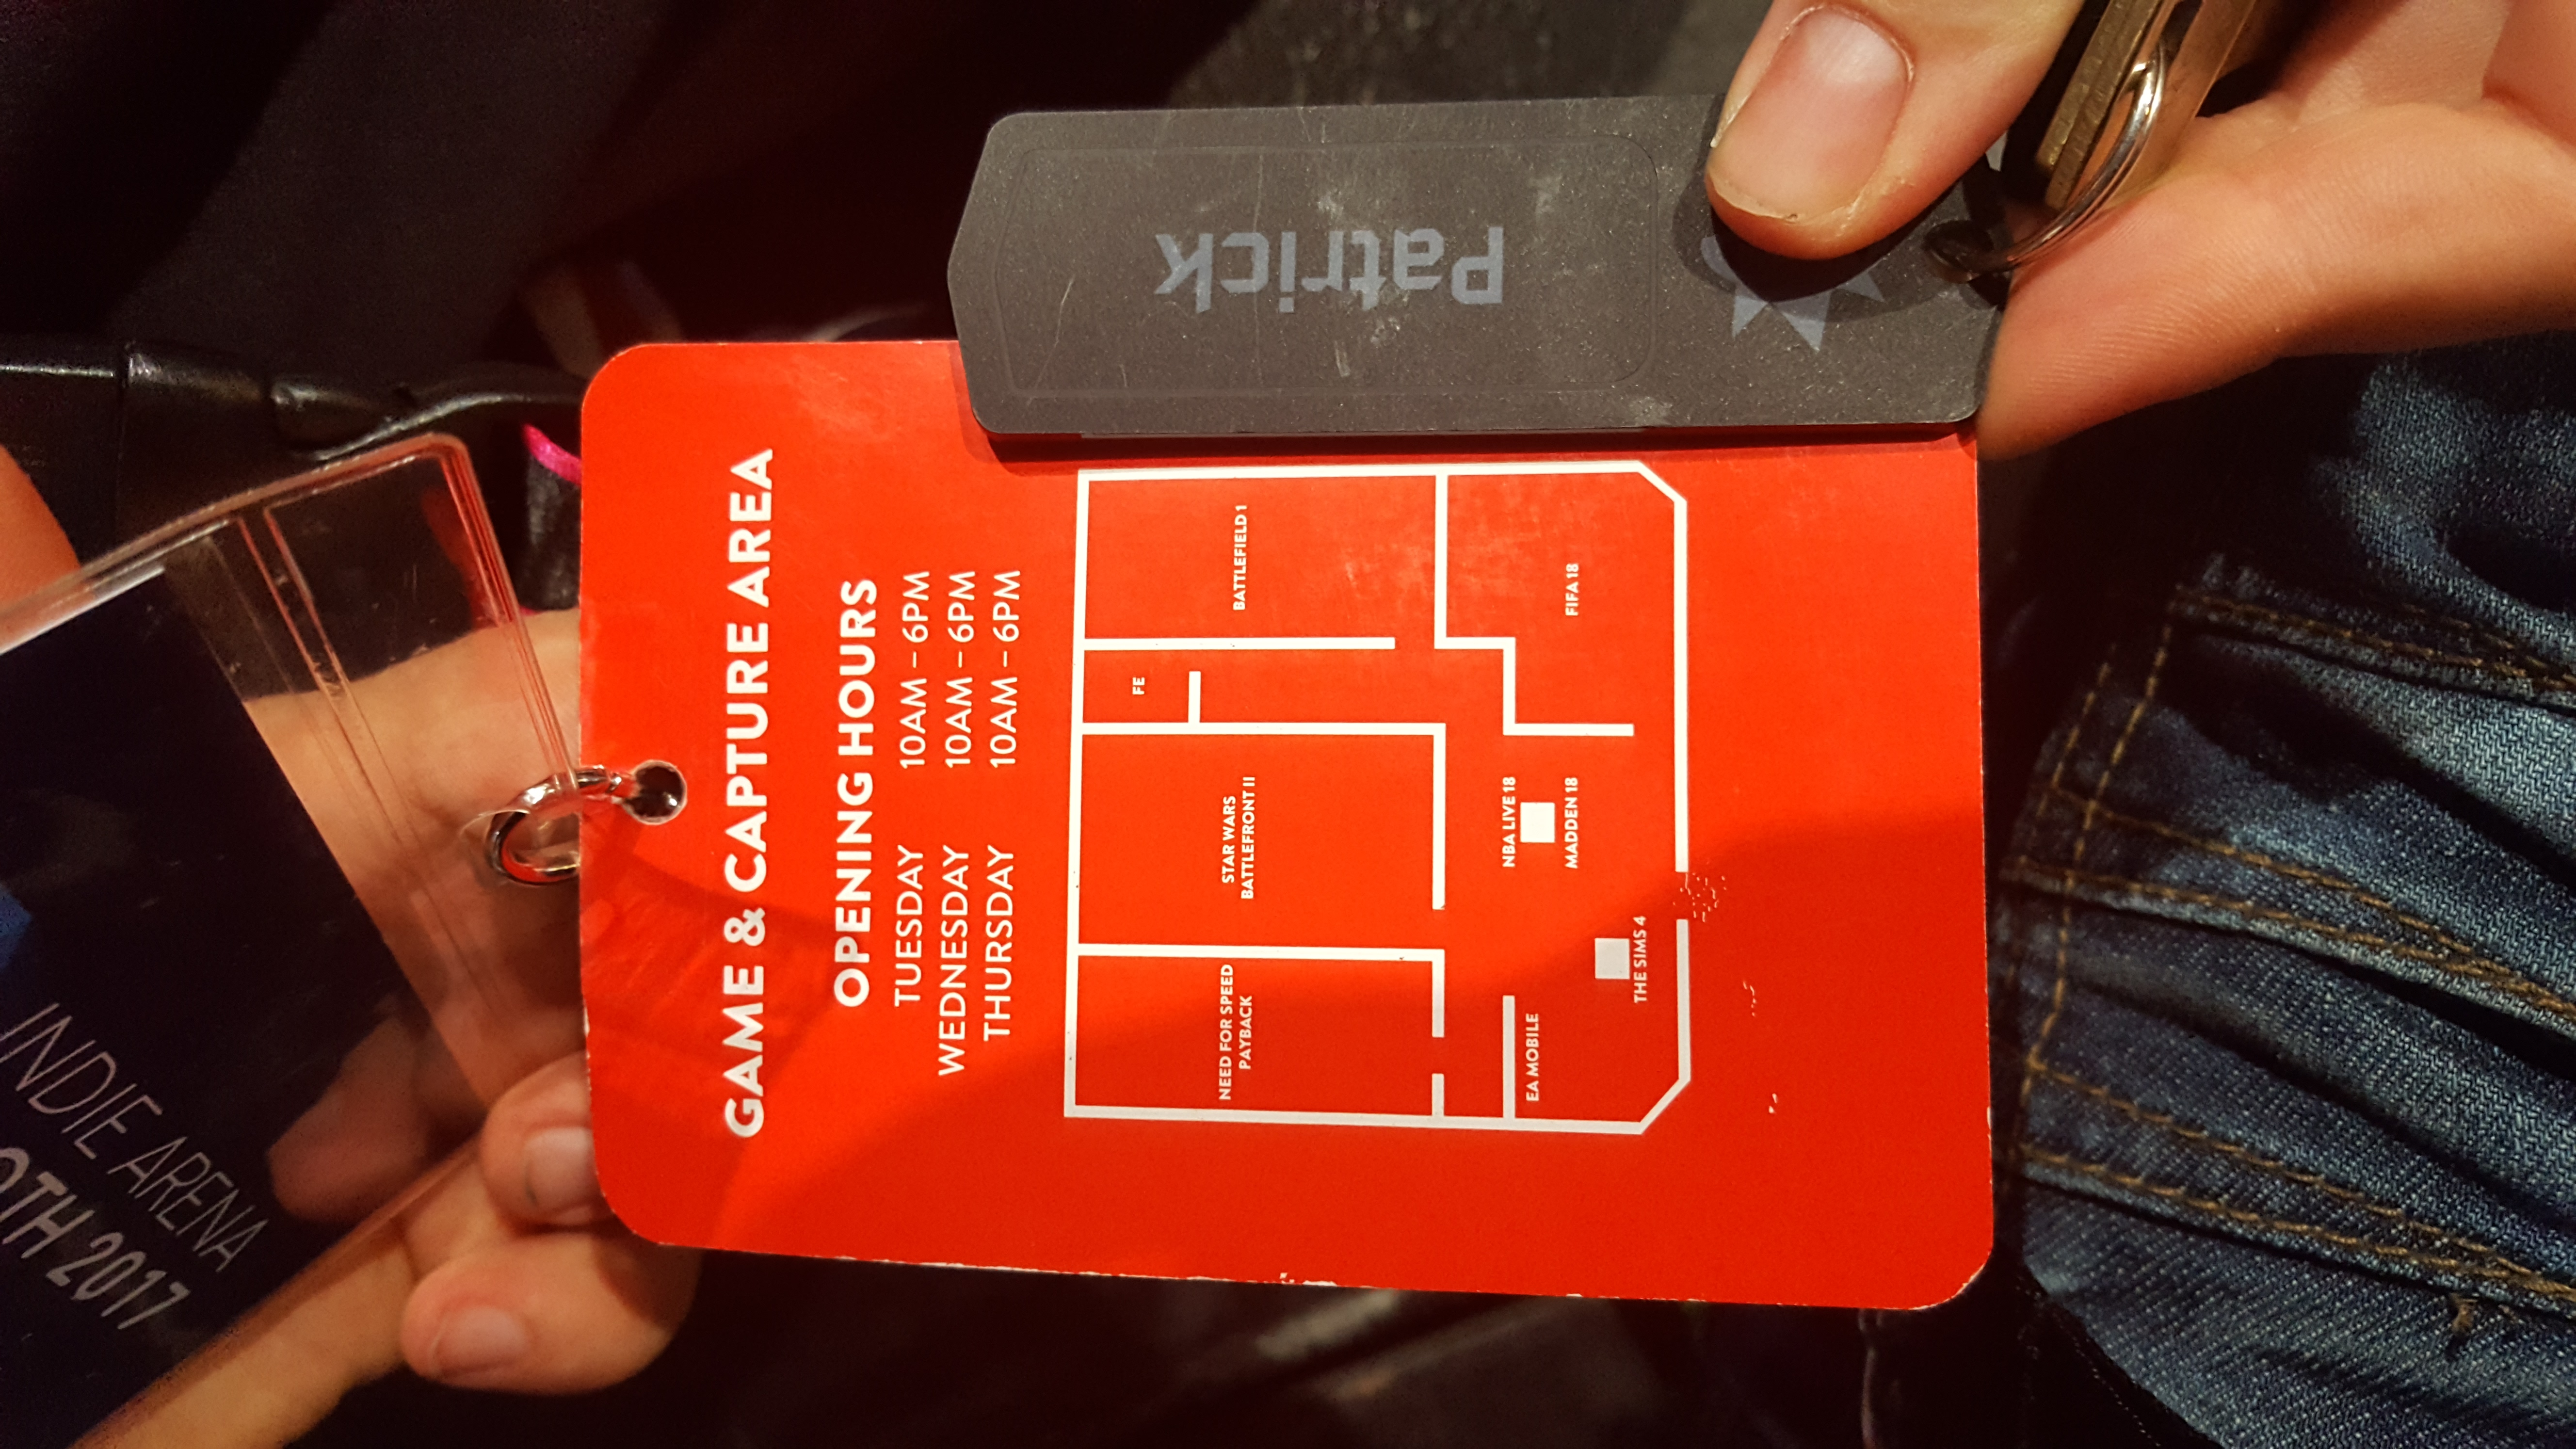 GAME & CAPTURE AREA
OPENING HOURS
TUESDAY 10AM – 6PM
WEDNESDAY 10AM – 6PM
THURSDAY 10AM – 6PM
NEED FOR SPEED
PAYBACK
STAR WARS
BATTLEFRONT II
FE
BATTLEFIELD 1
EA MOBILE
THE SIMS 4
NBA LIVE 18
MADDEN 18
FIFA 18
Patrick
INDIE ARENA
2017